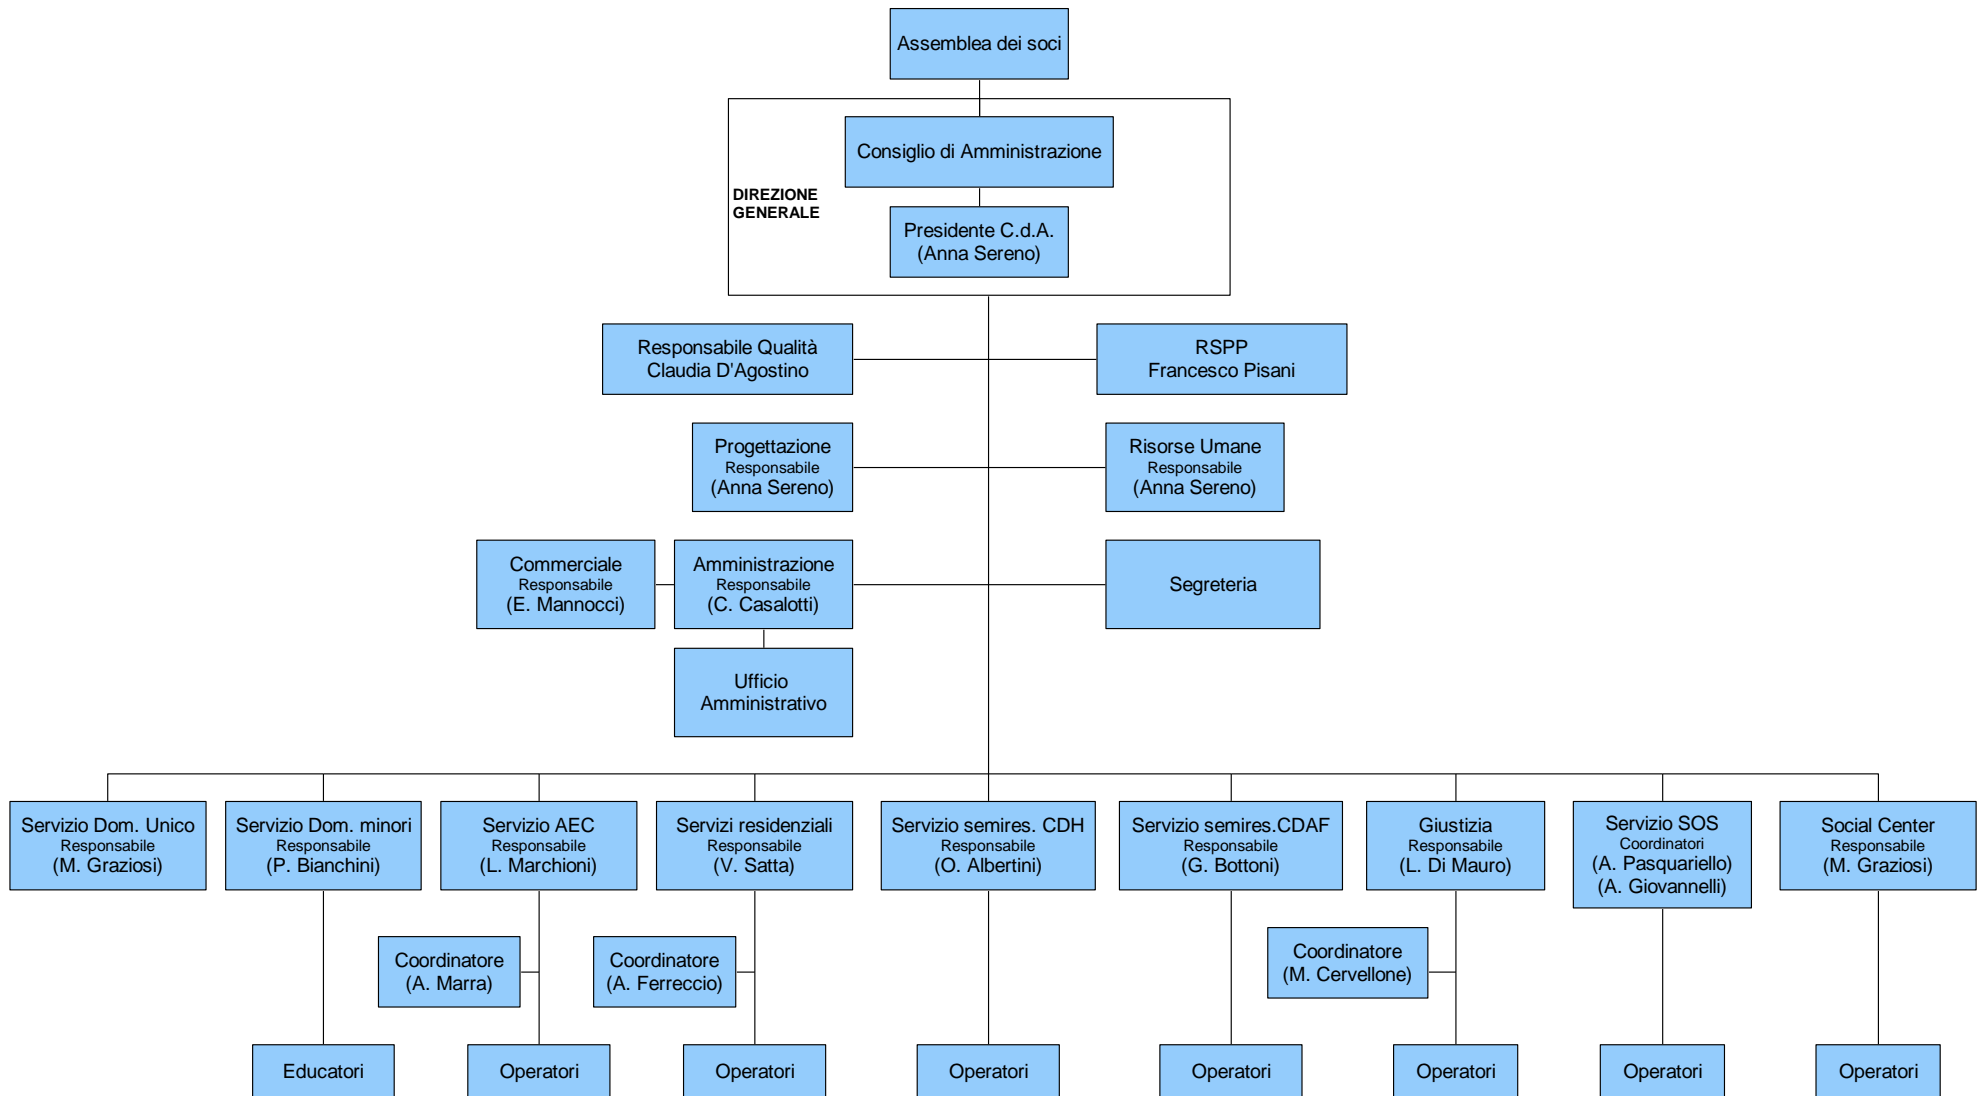 Assemblea dei soci
Consiglio di Amministrazione
DIREZIONE
GENERALE
Presidente C.d.A.
(Anna Sereno)
Responsabile Qualità
Claudia D'Agostino
RSPP
Francesco Pisani
Progettazione
Responsabile
(Anna Sereno)
Risorse Umane
Responsabile
(Anna Sereno)
Commerciale
Responsabile
(E. Mannocci)
Amministrazione
Responsabile
(C. Casalotti)
Segreteria
Ufficio
Amministrativo
Servizio Dom. Unico
Responsabile
(M. Graziosi)
Servizio Dom. minori
Responsabile
(P. Bianchini)
Servizio AEC
Responsabile
(L. Marchioni)
Servizi residenziali
Responsabile
(V. Satta)
Servizio semires. CDH
Responsabile
(O. Albertini)
Servizio semires.CDAF
Responsabile
(G. Bottoni)
Giustizia
Responsabile
(L. Di Mauro)
Servizio SOS
Coordinatori
(A. Pasquariello)
(A. Giovannelli)
Social Center
Responsabile
(M. Graziosi)
Coordinatore
(A. Marra)
Coordinatore
(A. Ferreccio)
Coordinatore
(M. Cervellone)
Educatori
Operatori
Operatori
Operatori
Operatori
Operatori
Operatori
Operatori